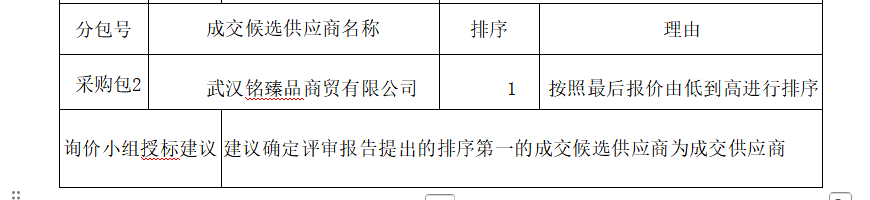 分包号 成交候选供应商名称 排序 理由
采购包2 武汉铭臻品商贸有限公司 1 按照最后报价由低到高进行排序
询价小组授标建议 建议确定评审报告提出的排序第一的成交候选供应商为成交供应商